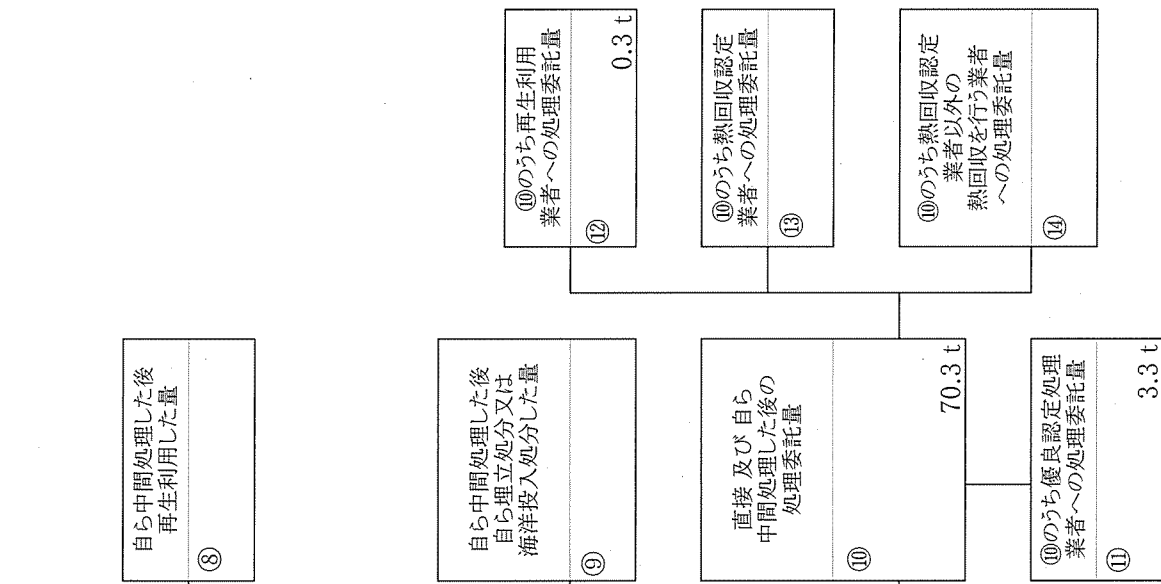 自ら中間処理した後
再生利用した量
⑧
自ら中間処理した後
自ら埋立処分又は
海洋投入処分した量
⑨
直接 及び 自ら
中間処理した後の
処理委託量
⑩
70.3 t
⑩のうち優良認定処理
業者への処理委託量
⑪
3.3 t
⑩のうち再生利用
業者への処理委託量
⑫
0.3 t
⑩のうち熱回収認定
業者への処理委託量
⑬
⑩のうち熱回収認定
業者以外の
熱回収を行う業者
への処理委託量
⑭